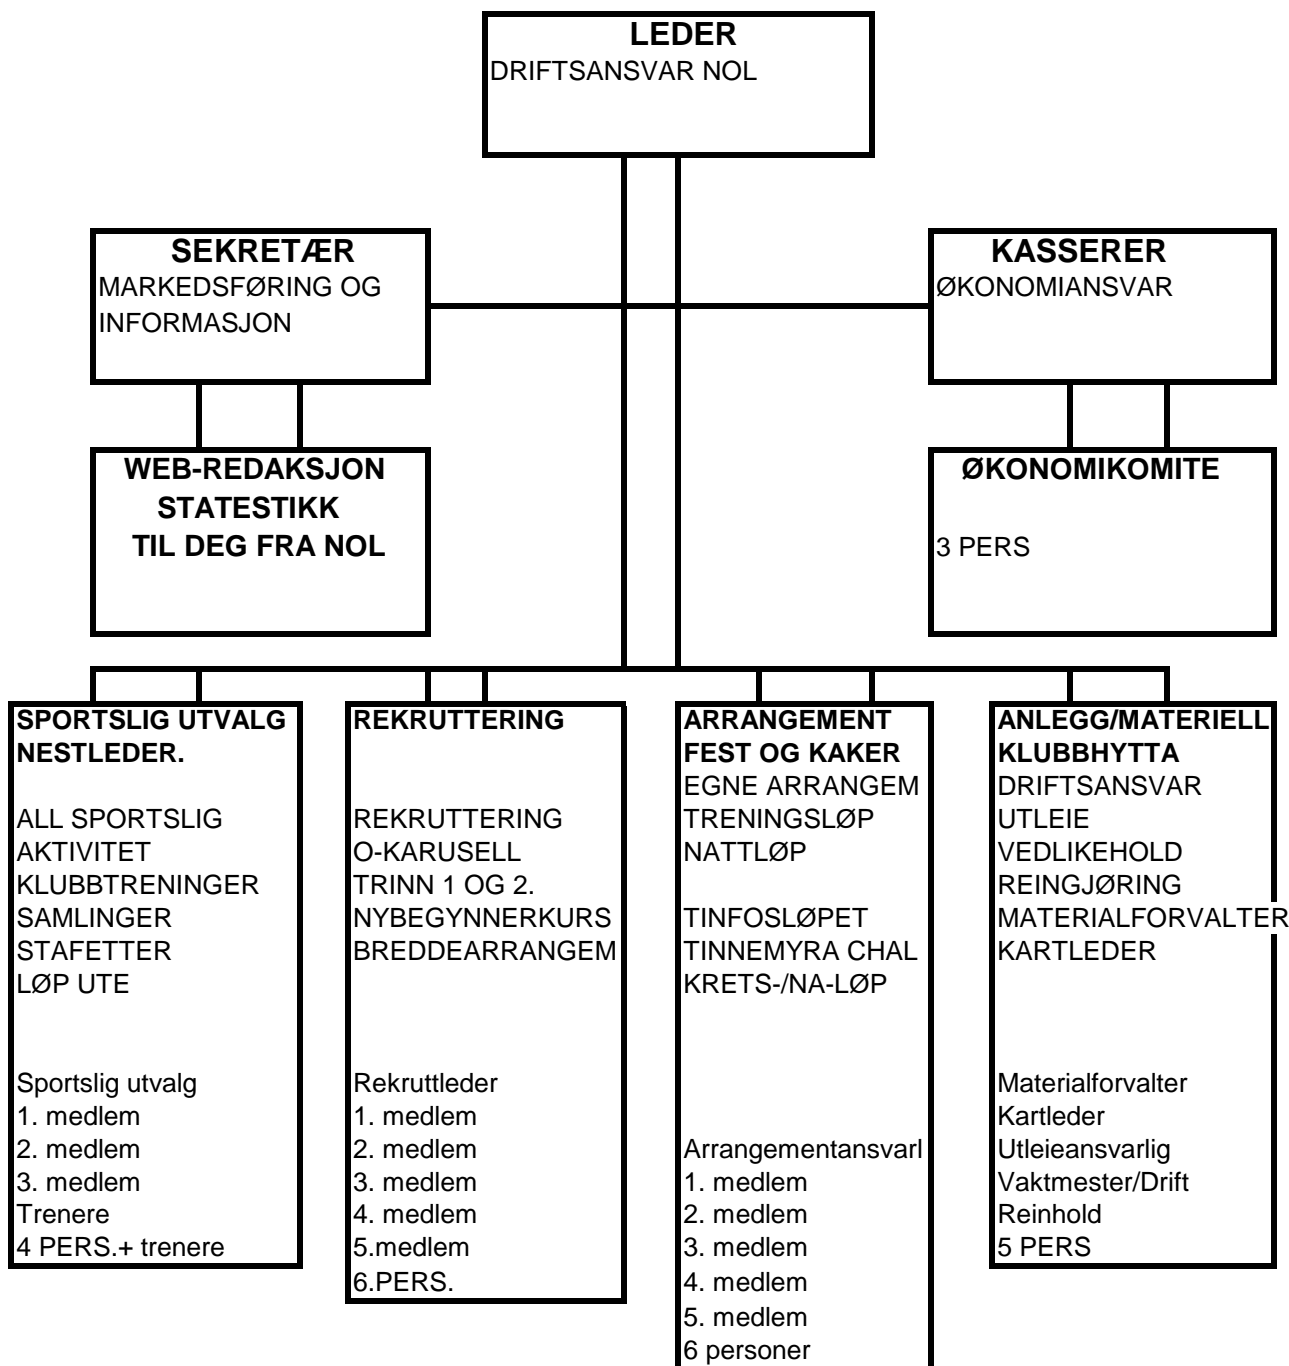 LEDER
DRIFTSANSVAR NOL
SEKRETÆR
MARKEDSFØRING OG
INFORMASJON
KASSERER
ØKONOMIANSVAR
WEB-REDAKSJON
STATESTIKK
TIL DEG FRA NOL
ØKONOMIKOMITE
3 PERS
SPORTSLIG UTVALG
NESTLEDER.
ALL SPORTSLIG
AKTIVITET
KLUBBTRENINGER
SAMLINGER
STAFETTER
LØP UTE
Sportslig utvalg
1. medlem
2. medlem
3. medlem
Trenere
4 PERS.+ trenere
REKRUTTERING
REKRUTTERING
O-KARUSELL
TRINN 1 OG 2.
NYBEGYNNERKURS
BREDDEARRANGEM
Rekruttleder
1. medlem
2. medlem
3. medlem
4. medlem
5.medlem
6.PERS.
ARRANGEMENT
FEST OG KAKER
EGNE ARRANGEM
TRENINGSLØP
NATTLØP
TINFOSLØPET
TINNEMYRA CHAL
KRETS-/NA-LØP
Arrangementansvarl
1. medlem
2. medlem
3. medlem
4. medlem
5. medlem
6 personer
ANLEGG/MATERIELL
KLUBBHYTTA
DRIFTSANSVAR
UTLEIE
VEDLIKEHOLD
REINGJØRING
MATERIALFORVALTER
KARTLEDER
Materialforvalter
Kartleder
Utleieansvarlig
Vaktmester/Drift
Reinhold
5 PERS